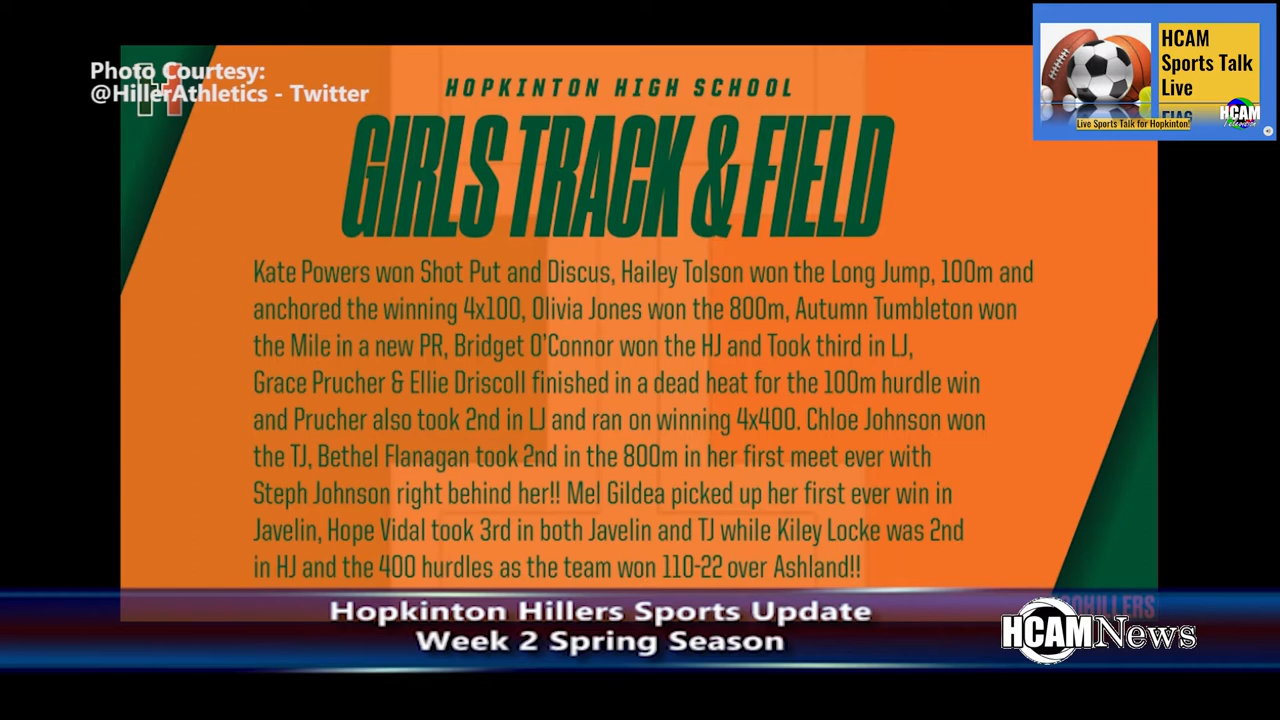 Photo Courtesy:
@HillerAthletics - Twitter
HCAM
Sports Talk
Live
Live Sports Talk for Hopkinton!
HCAM
HOPKINTON HIGH SCHOOL
GIRLS TRACK & FIELD
Kate Powers won Shot Put and Discus, Hailey Tolson won the Long Jump, 100m and
anchored the winning 4x100, Olivia Jones won the 800m, Autumn Tumbleton won
the Mile in a new PR, Bridget O'Connor won the HJ and Took third in LJ,
Grace Prucher & Ellie Driscoll finished in a dead heat for the 100m hurdle win
and Prucher also took 2nd in LJ and ran on winning 4x400. Chloe Johnson won
the TJ, Bethel Flanagan took 2nd in the 800m in her first meet ever with
Steph Johnson right behind her!! Mel Gildea picked up her first ever win in
Javelin, Hope Vidal took 3rd in both Javelin and TJ while Kiley Locke was 2nd
in HJ and the 400 hurdles as the team won 110-22 over Ashland!!
Hopkinton Hillers Sports Update
Week 2 Spring Season
HCAMNews